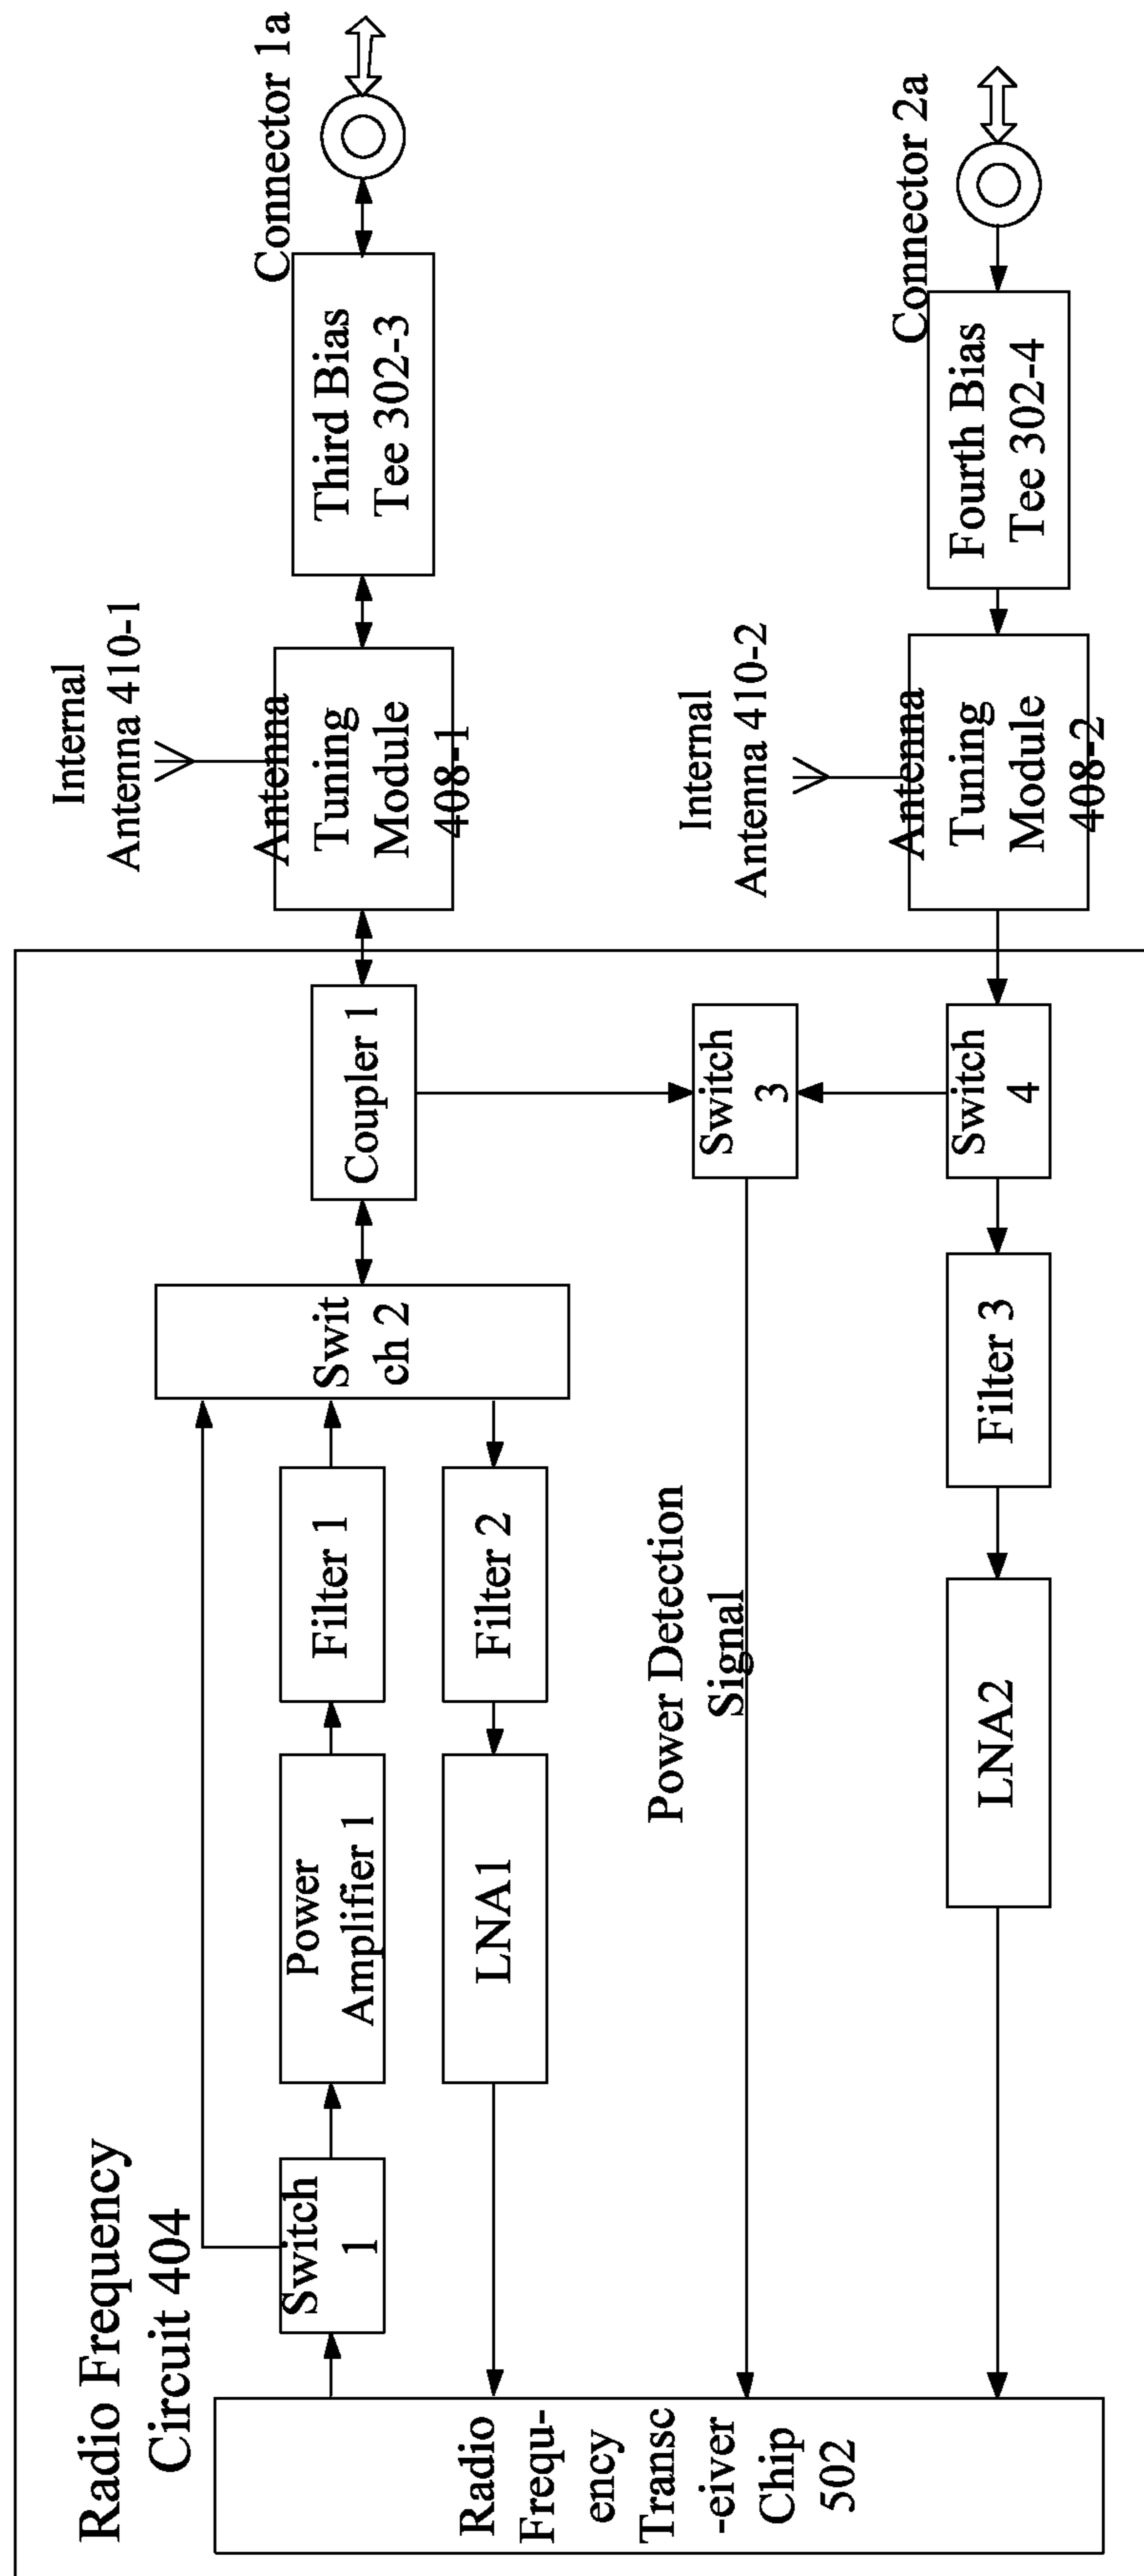 Radio Frequency
Circuit 404
Radio
Frequ-
ency
Transc
-eiver
Chip
502
Switch
1
Power
Amplifier 1
Filter 1
LNA1
Filter 2
Swit
ch 2
Coupler 1
Internal
Antenna 410-1
Antenna
Tuning
Module
408-1
Third Bias
Tee 302-3
Connector 1a
Power Detection
Signal
Switch
3
LNA2
Filter 3
Switch
4
Internal
Antenna 410-2
Antenna
Tuning
Module
408-2
Fourth Bias
Tee 302-4
Connector 2a